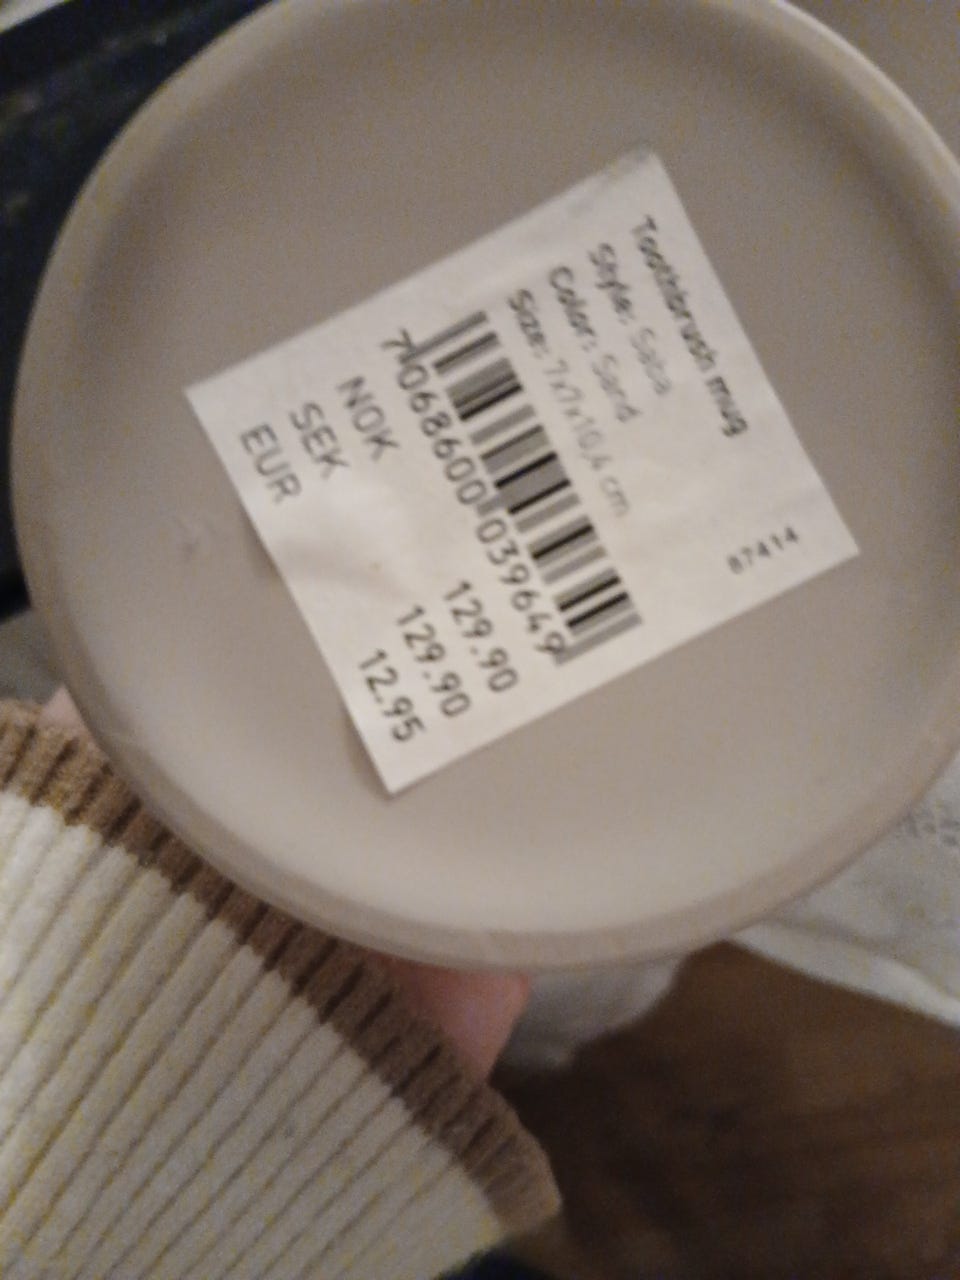 Toothbrush mug
Style: Saba
Color: Sand
Size: 7x7x10,4 cm
87414
7068600039649
NOK 129.90
SEK 129.90
EUR 12.95